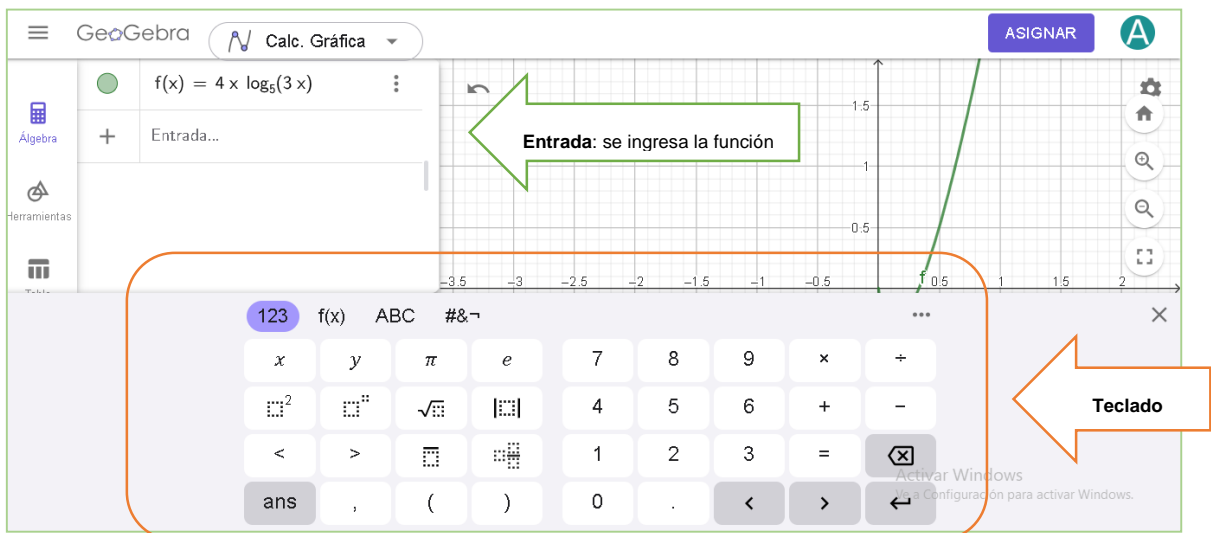 GeoGebra
Calc. Gráfica
ASIGNAR
A
f(x) = 4 x log₅(3 x)
Álgebra
+ Entrada...
Entrada: se ingresa la función
Herramientas
1.5
1
0.5
f
−3.5 −3 −2.5 −2 −1.5 −1 −0.5 0.5 1 1.5 2
123 f(x) ABC #&¬
x y π e 7 8 9 × ÷
2 √ 4 5 6 + −
Teclado
< > 1 2 3 =
Activar Windows
Ve a Configuración para activar Windows.
ans , ( ) 0 . < >